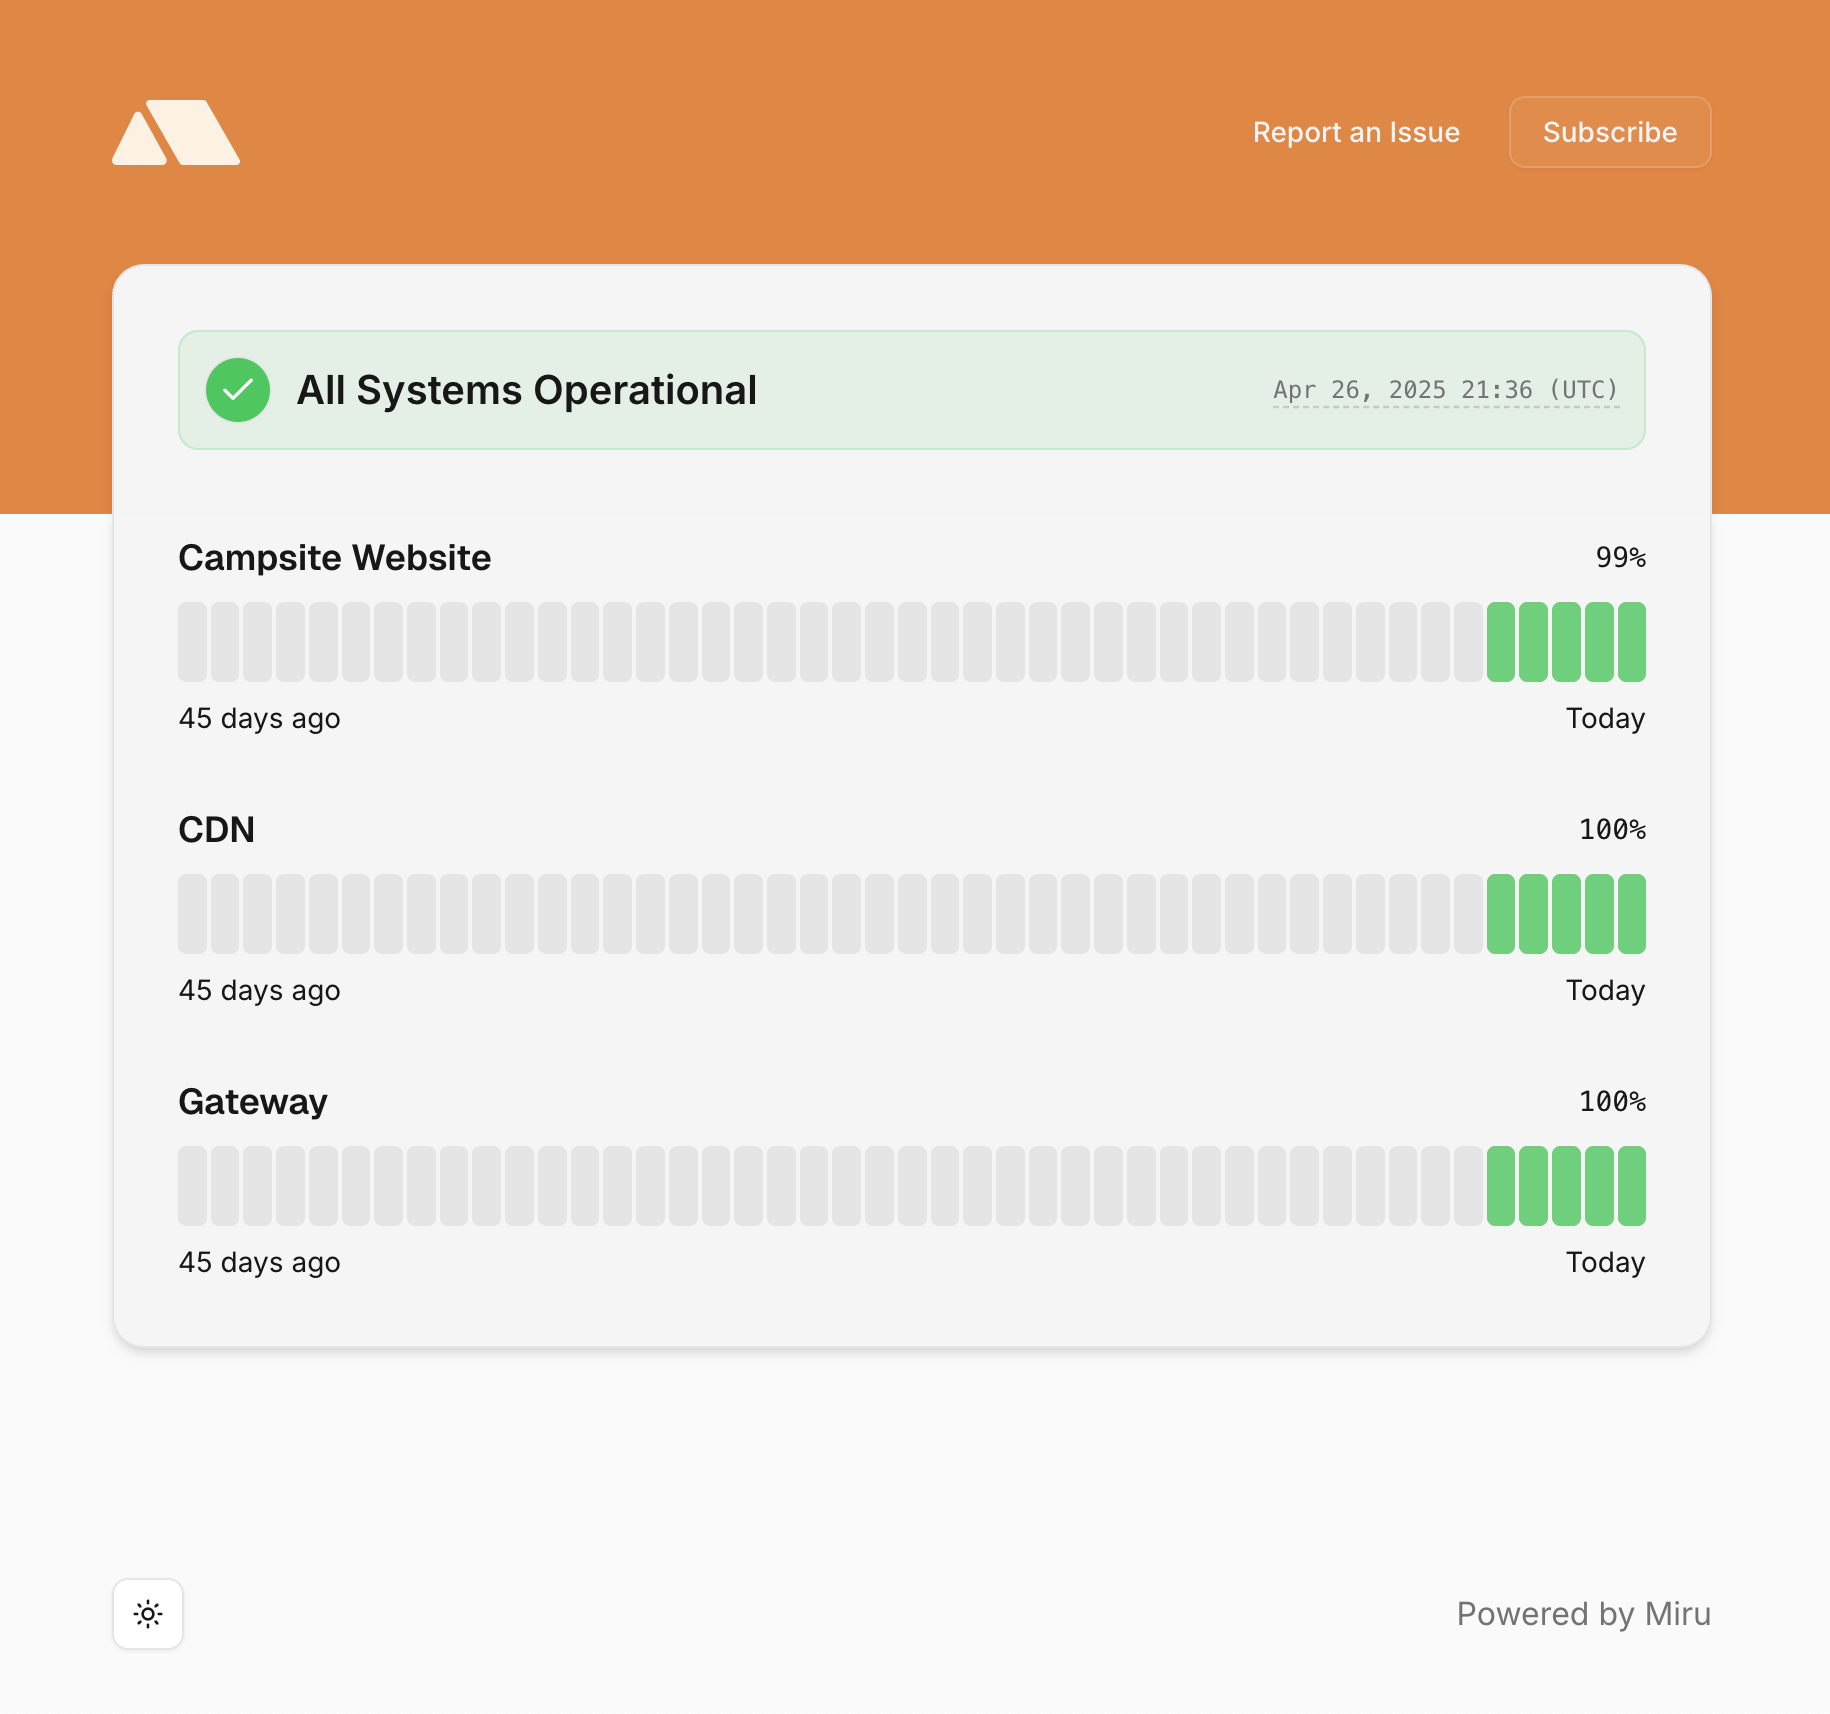 Report an Issue
Subscribe
All Systems Operational
Apr 26, 2025 21:36 (UTC)
Campsite Website
99%
45 days ago
Today
CDN
100%
45 days ago
Today
Gateway
100%
45 days ago
Today
Powered by Miru